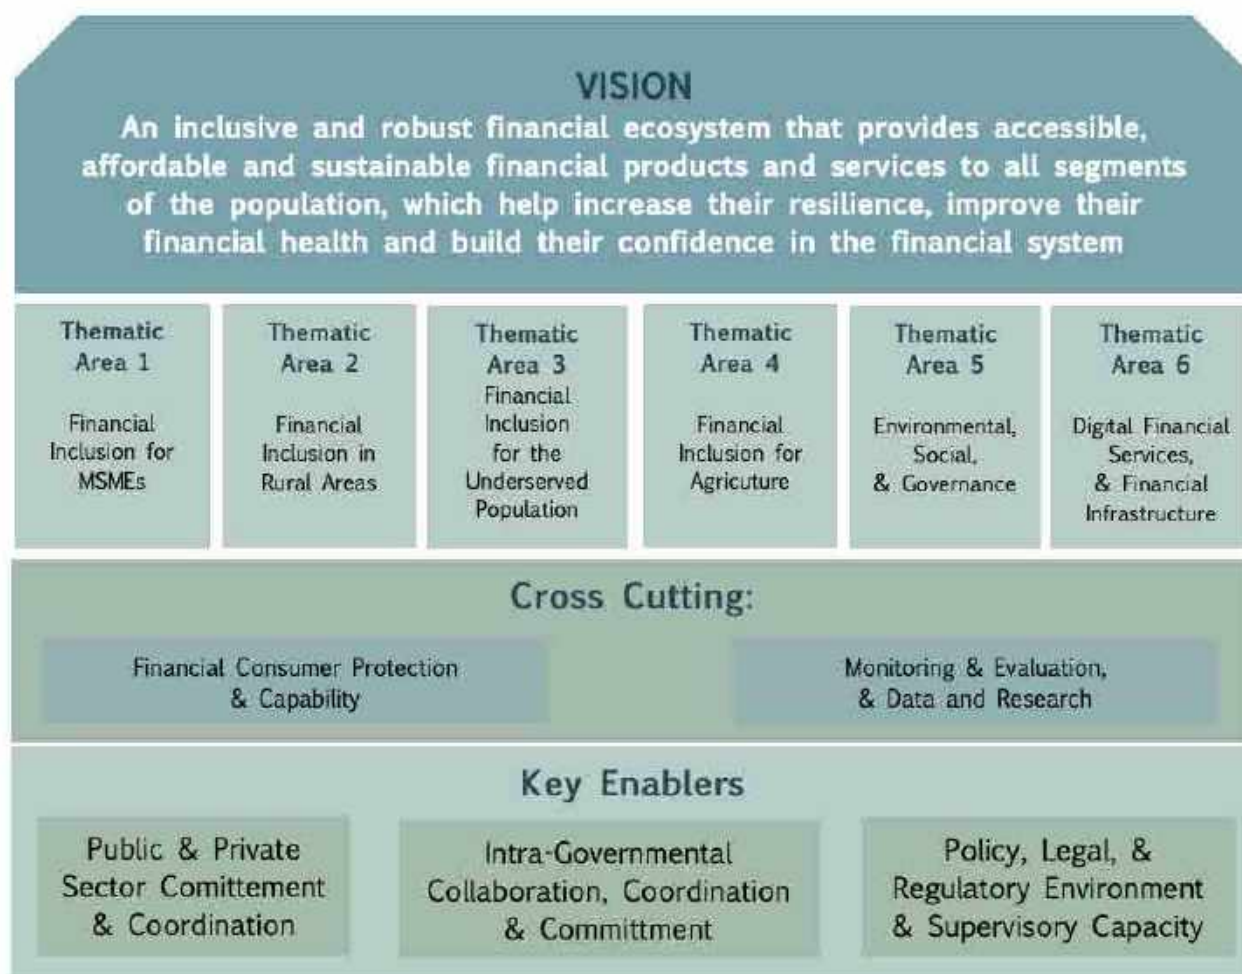 VISION
An inclusive and robust financial ecosystem that provides accessible,
affordable and sustainable financial products and services to all segments
of the population, which help increase their resilience, improve their
financial health and build their confidence in the financial system
Thematic
Area 1
Financial
Inclusion for
MSMEs
Thematic
Area 2
Financial
Inclusion in
Rural Areas
Thematic
Area 3
Financial
Inclusion
for the
Underserved
Population
Thematic
Area 4
Financial
Inclusion for
Agricuture
Thematic
Area 5
Environmental,
Social,
& Governance
Thematic
Area 6
Digital Financial
Services,
& Financial
Infrastructure
Cross Cutting:
Financial Consumer Protection
& Capability
Monitoring & Evaluation,
& Data and Research
Key Enablers
Public & Private
Sector Comittement
& Coordination
Intra-Governmental
Collaboration, Coordination
& Committment
Policy, Legal, &
Regulatory Environment
& Supervisory Capacity